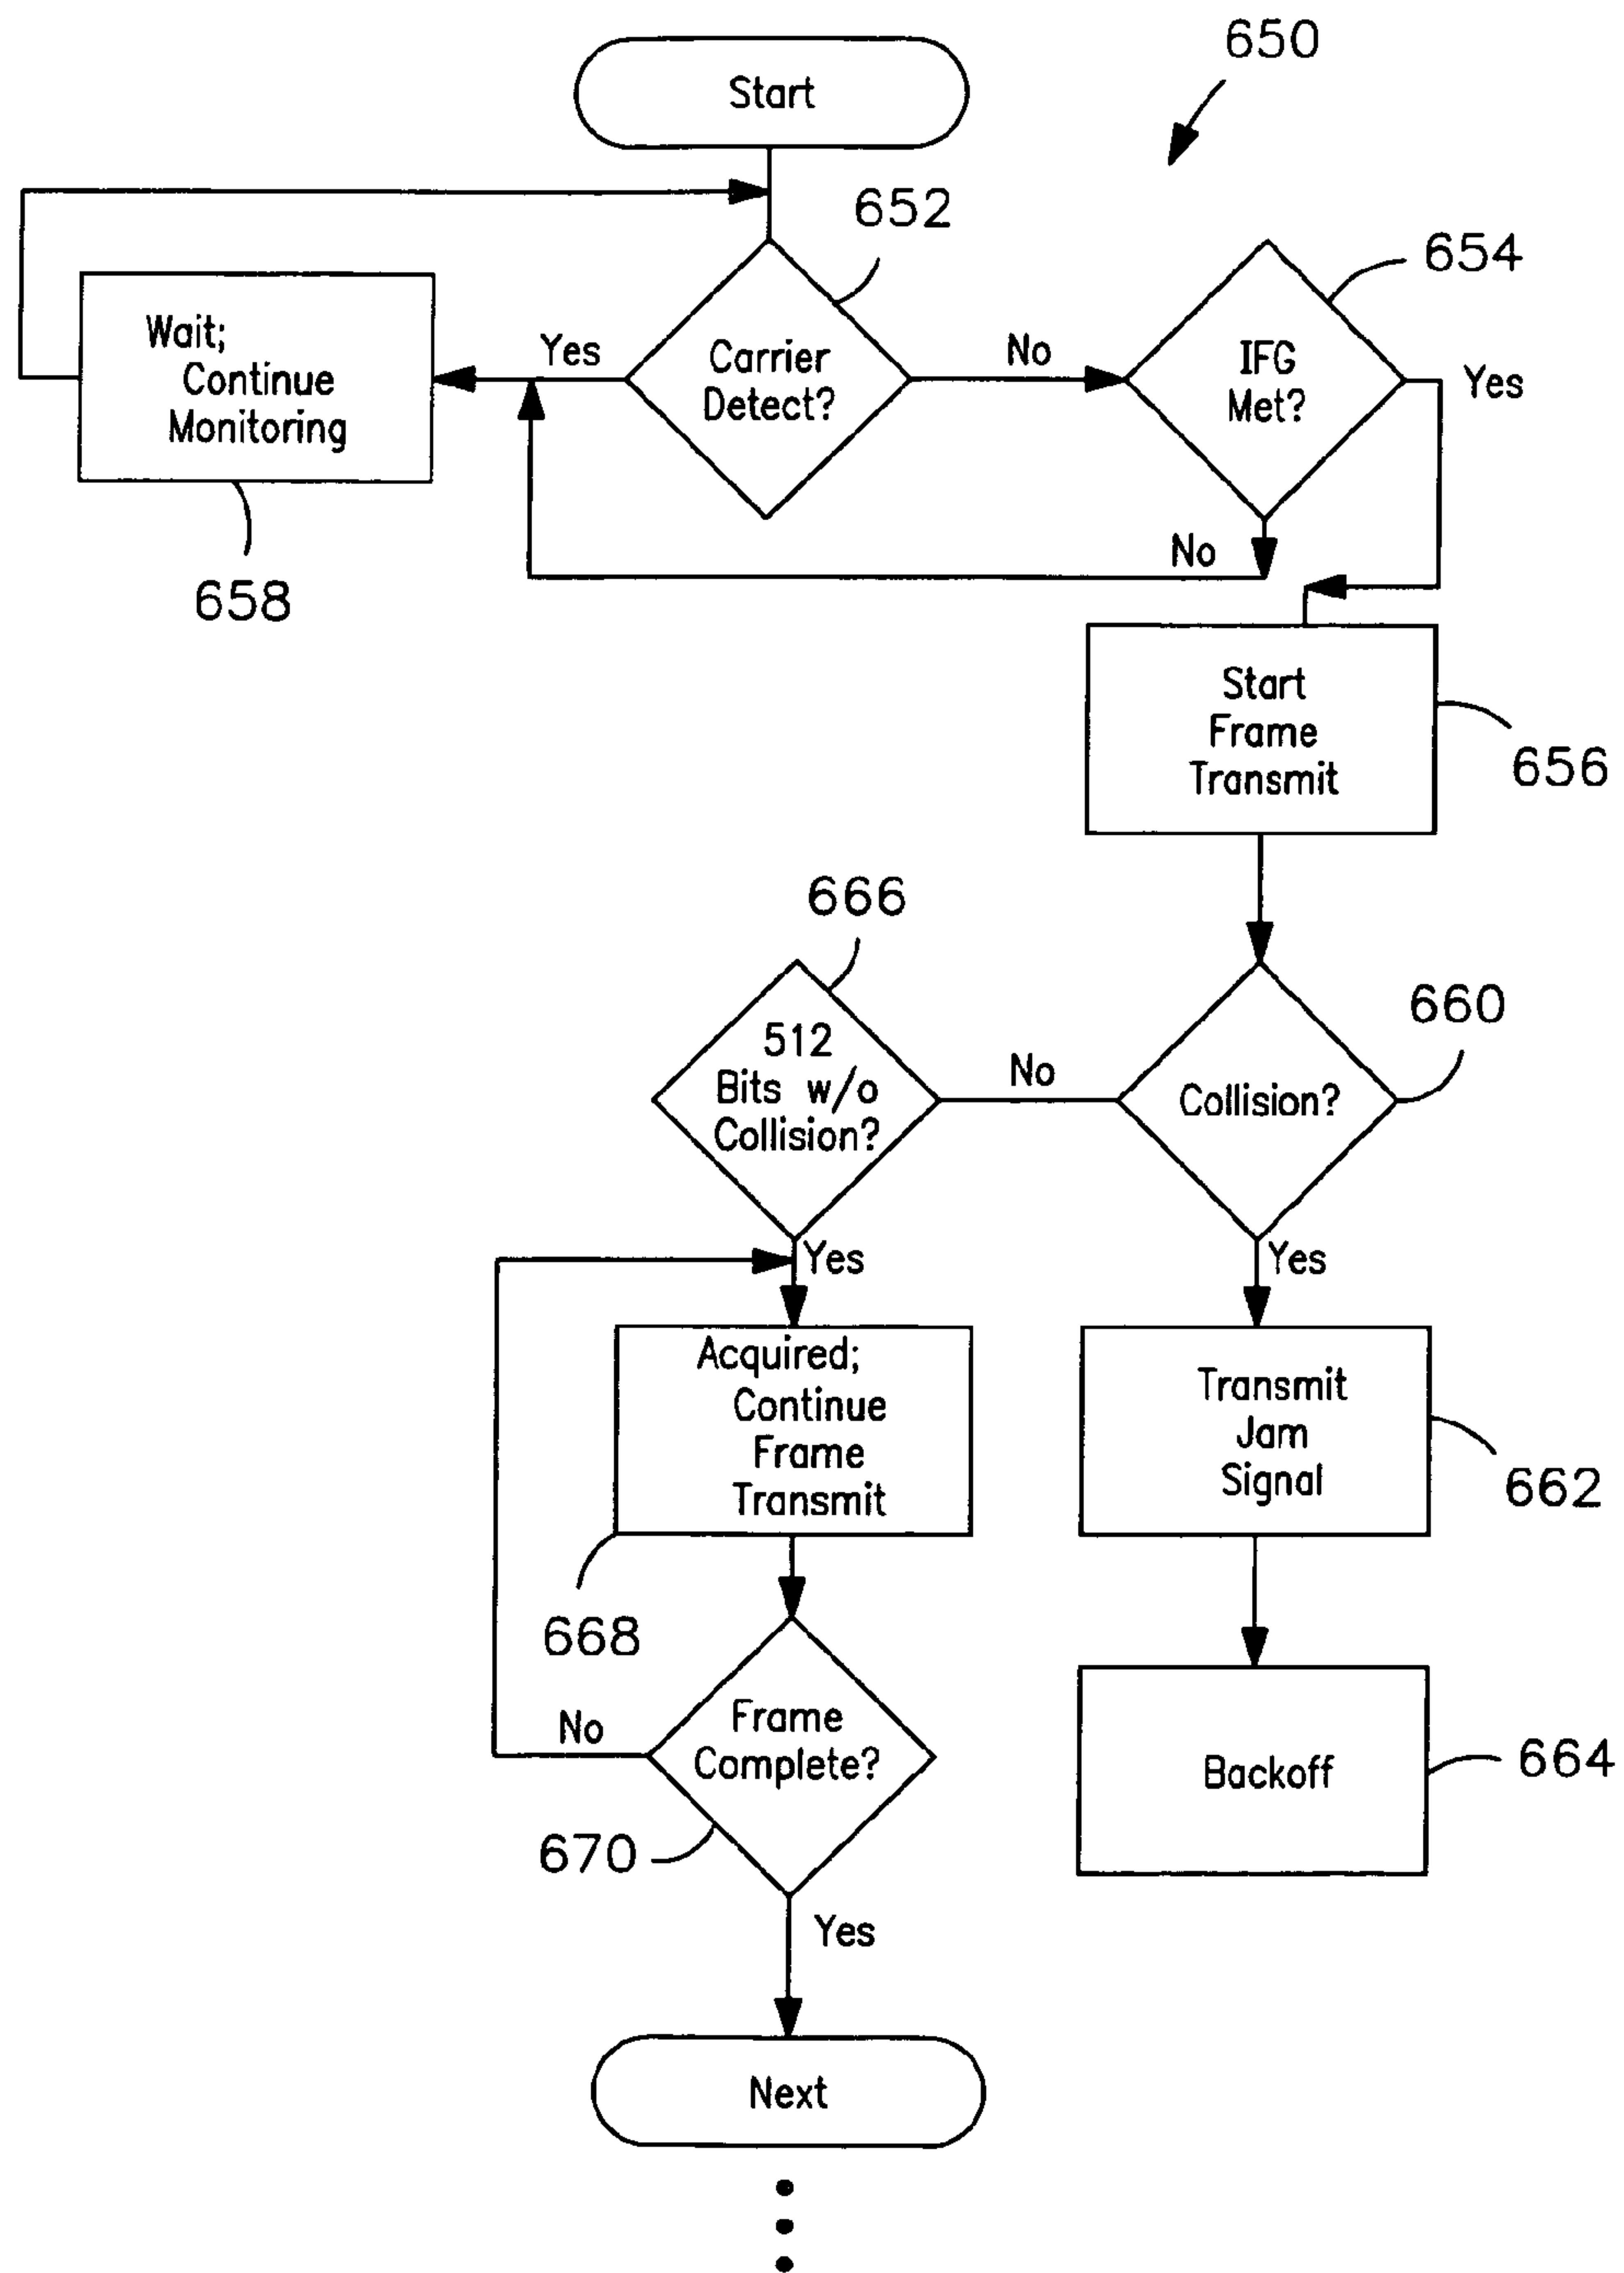 650
Start
652
654
Wait;
Continue
Monitoring
Yes
Carrier
Detect?
No
IFG
Met?
Yes
No
658
Start
Frame
Transmit
656
666
660
512
Bits w/o
Collision?
No
Collision?
Yes
Yes
Acquired;
Continue
Frame
Transmit
Transmit
Jam
Signal
662
668
No
Frame
Complete?
Backoff
664
670
Yes
Next